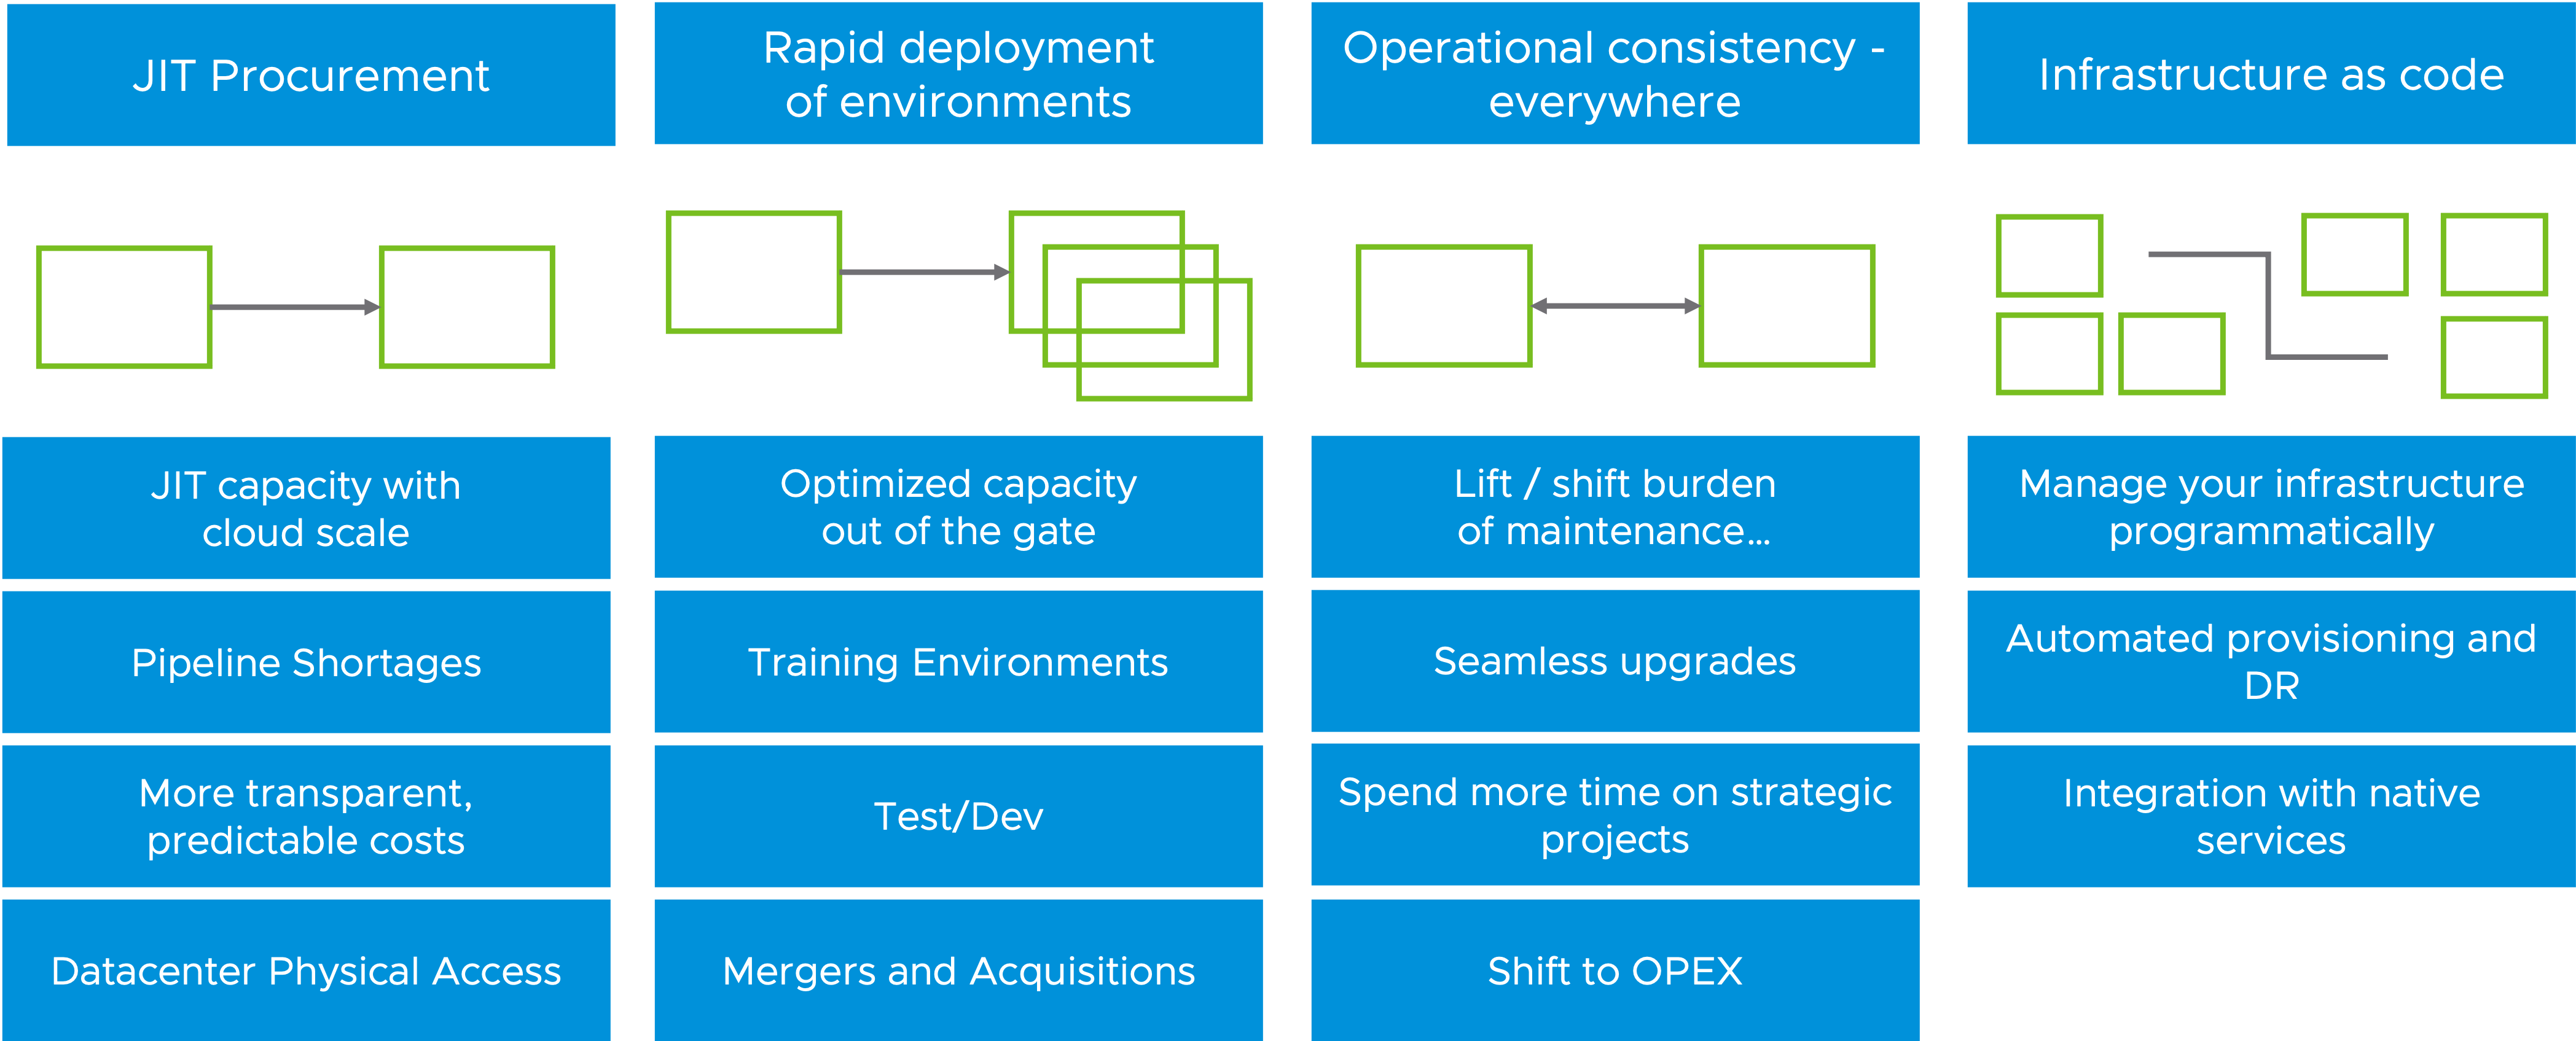 JIT Procurement
Rapid deployment
of environments
Operational consistency -
everywhere
Infrastructure as code
JIT capacity with
cloud scale
Optimized capacity
out of the gate
Lift / shift burden
of maintenance...
Manage your infrastructure
programmatically
Pipeline Shortages
Training Environments
Seamless upgrades
Automated provisioning and
DR
More transparent,
predictable costs
Test/Dev
Spend more time on strategic
projects
Integration with native
services
Datacenter Physical Access
Mergers and Acquisitions
Shift to OPEX